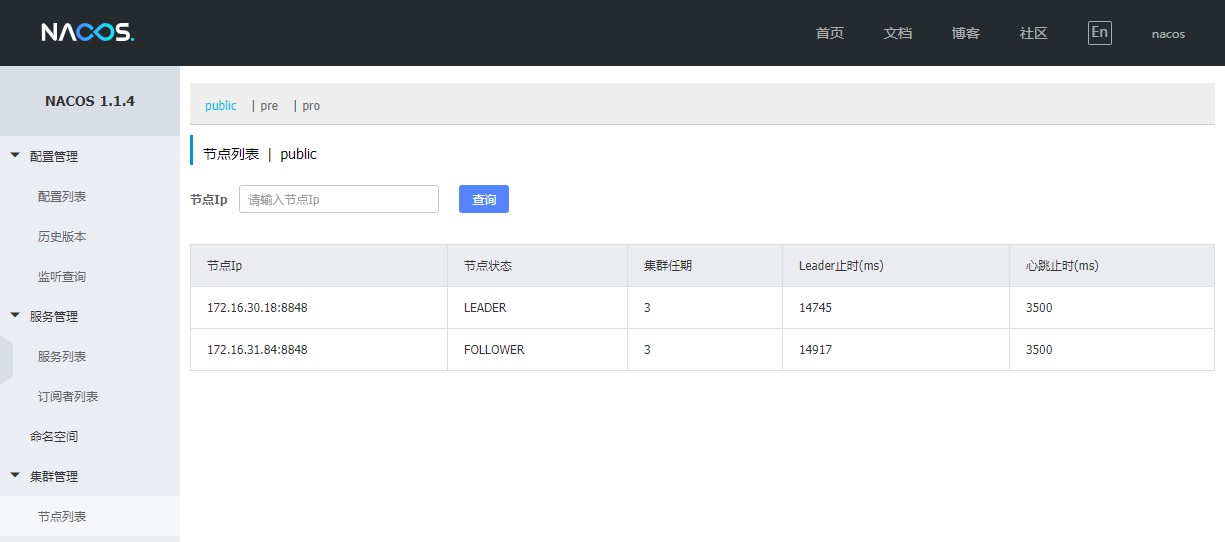 NACOS. 首页 文档 博客 社区 En nacos
NACOS 1.1.4
配置管理
配置列表
历史版本
监听查询
服务管理
服务列表
订阅者列表
命名空间
集群管理
节点列表
public | pre | pro
节点列表 | public
节点Ip 请输入节点Ip 查询
节点Ip 节点状态 集群任期 Leader止时(ms) 心跳止时(ms)
172.16.30.18:8848 LEADER 3 14745 3500
172.16.31.84:8848 FOLLOWER 3 14917 3500